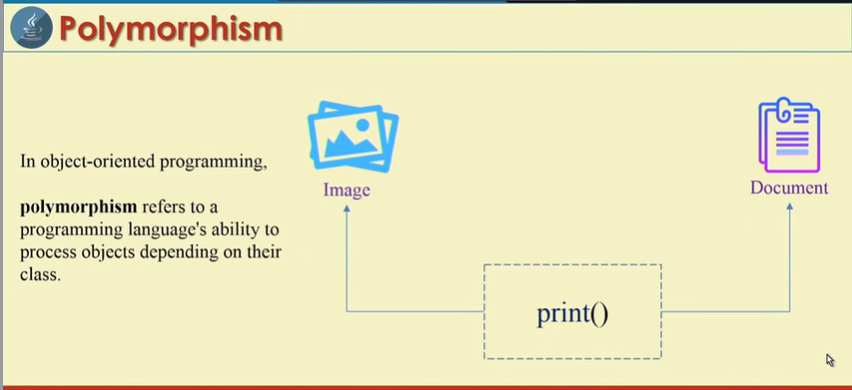 Polymorphism
In object-oriented programming,
polymorphism refers to a
programming language's ability to
process objects depending on their
class.
Image
Document
print()